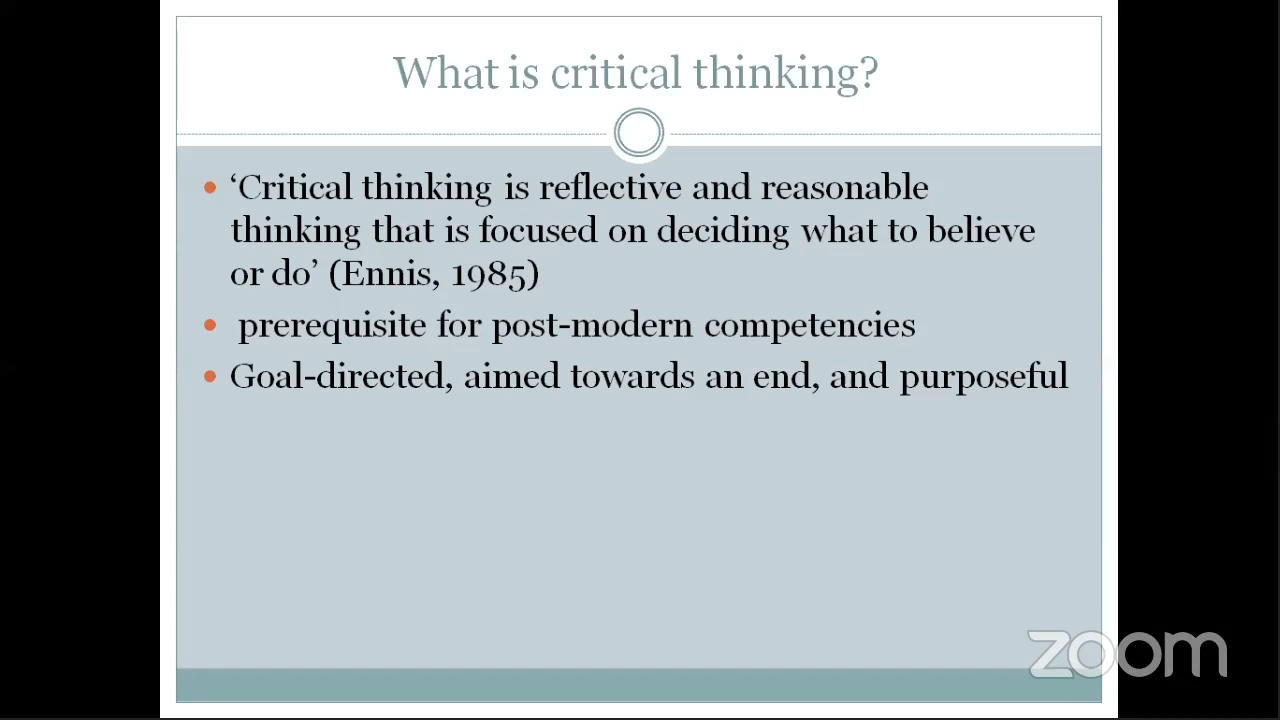 What is critical thinking?
• ‘Critical thinking is reflective and reasonable
thinking that is focused on deciding what to believe
or do’ (Ennis, 1985)
• prerequisite for post-modern competencies
• Goal-directed, aimed towards an end, and purposeful
zoom